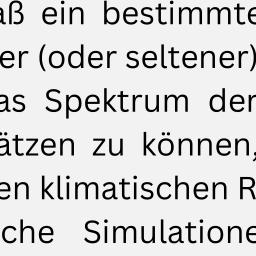 aß ein bestimmte
er (oder seltener)
as Spektrum der
ätzen zu können,
en klimatischen R
che Simulatione